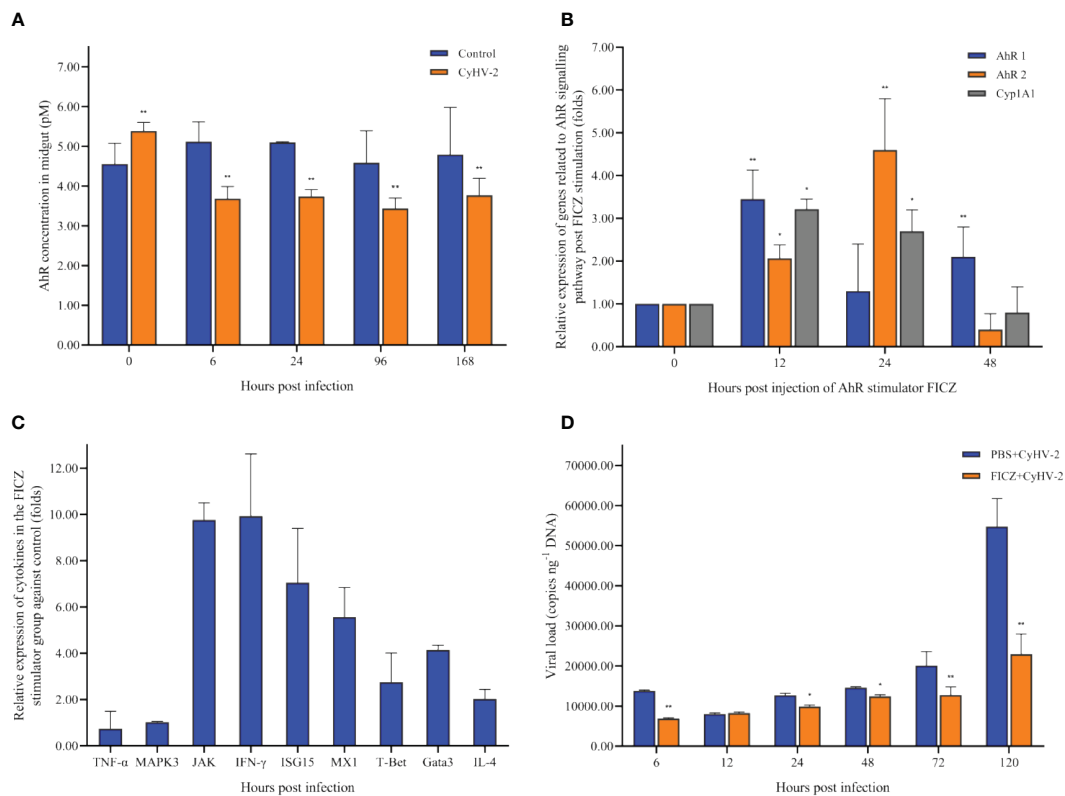 A
AhR concentration in midgut (pM)
7.00
6.00
5.00
4.00
3.00
2.00
1.00
0.00
Control
CyHV-2
**
**
**
**
**
0 6 24 96 168
Hours post infection
B
Relative expression of genes related to AhR signalling
pathway post FICZ stimulation (folds)
7.00
6.00
5.00
4.00
3.00
2.00
1.00
0.00
AhR 1
AhR 2
Cyp1A1
** * *
** *
**
0 12 24 48
Hours post injection of AhR stimulator FICZ
C
Relative expression of cytokines in the FICZ
stimulator group against control (folds)
12.00
10.00
8.00
6.00
4.00
2.00
0.00
TNF-α MAPK3 JAK IFN-γ ISG15 MX1 T-Bet Gata3 IL-4
Hours post infection
D
Viral load (copics ng-1 DNA)
70000.00
60000.00
50000.00
40000.00
30000.00
20000.00
10000.00
0.00
PBS+CyHV-2
FICZ+CyHV-2
**
*
*
**
**
6 12 24 48 72 120
Hours post infection